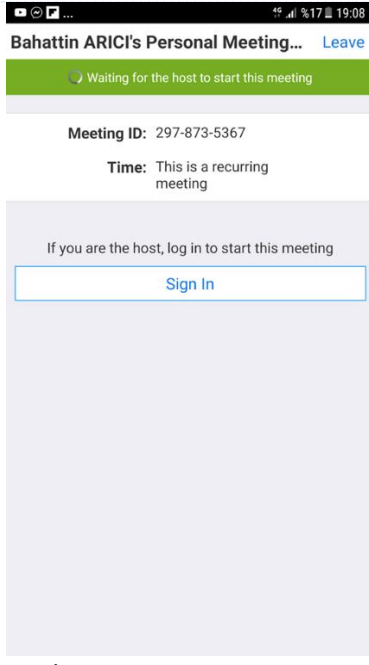 ... 4G %17 19:08
Bahattin ARICI's Personal Meeting... Leave
Waiting for the host to start this meeting
Meeting ID: 297-873-5367
Time: This is a recurring
meeting
If you are the host, log in to start this meeting
Sign In